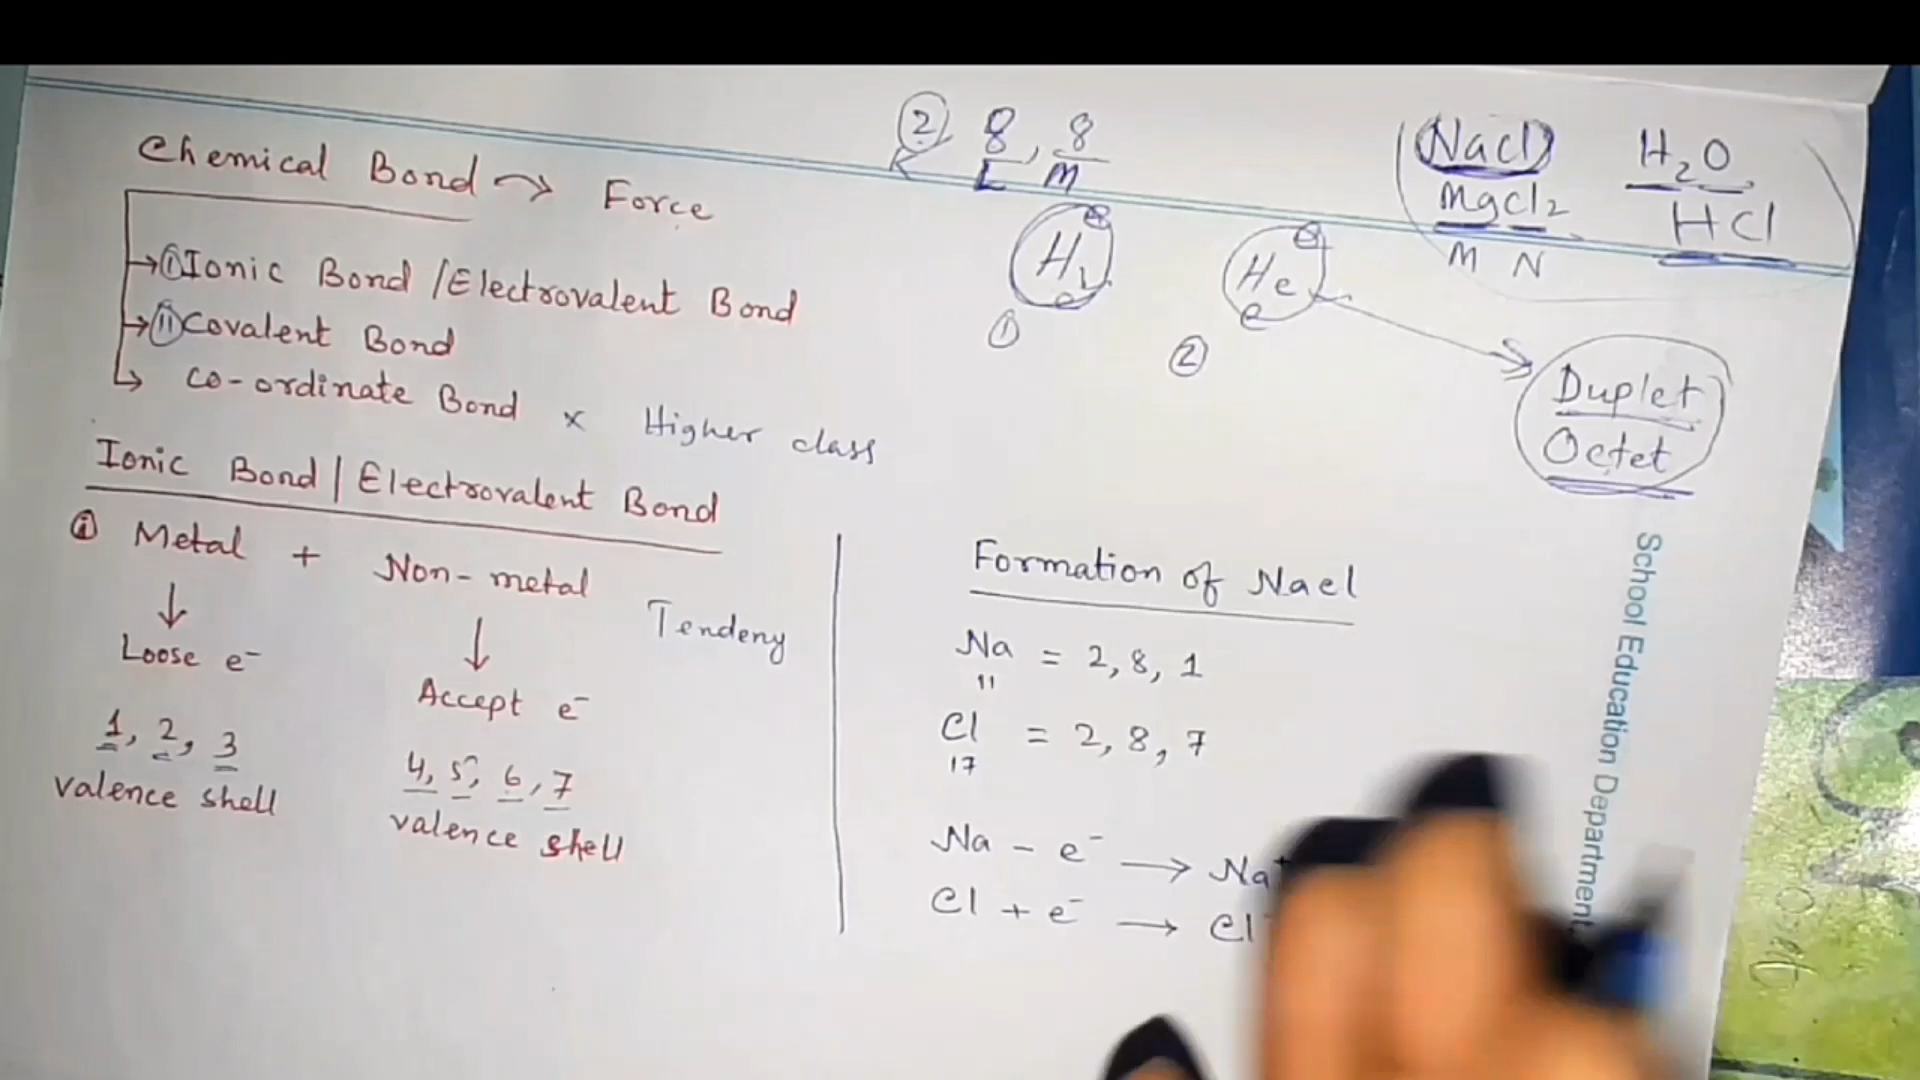 Chemical Bond → Force
② 8, 8
K L M
Nacl H₂O
Mgcl₂ HCl
M N
H e
① 
He e
②
→ ⓘ Ionic Bond / Electrovalent Bond
→ ⓘⓘ Covalent Bond
↳ co-ordinate Bond × Higher class
Duplet
Octet
Ionic Bond | Electrovalent Bond
ⓘ Metal + Non-metal
↓ ↓ Tendeny
Loose e⁻ Accept e⁻
1, 2, 3 4, 5, 6, 7
valence shell valence shell
Formation of Nacl
Na = 2, 8, 1
11
Cl = 2, 8, 7
17
Na - e⁻ → Na⁺
Cl + e⁻ → Cl⁻
School Education Department